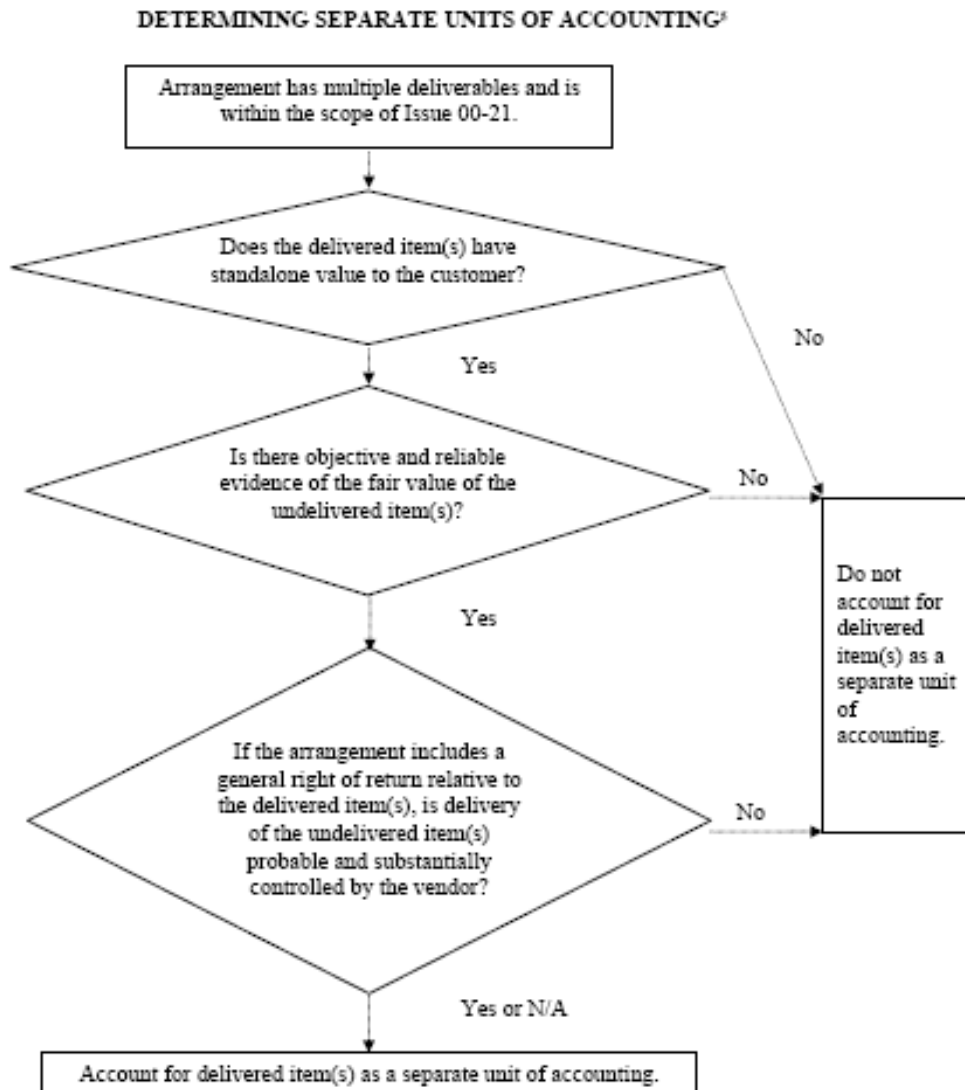 DETERMINING SEPARATE UNITS OF ACCOUNTING
Arrangement has multiple deliverables and is
within the scope of Issue 00-21.
Does the delivered item(s) have
standalone value to the customer?
No
Yes
Is there objective and reliable
evidence of the fair value of the
undelivered item(s)?
No
Do not
account for
delivered
item(s) as a
separate unit
of
accounting.
Yes
If the arrangement includes a
general right of return relative to
the delivered item(s), is delivery
of the undelivered item(s)
probable and substantially
controlled by the vendor?
No
Yes or N/A
Account for delivered item(s) as a separate unit of accounting.